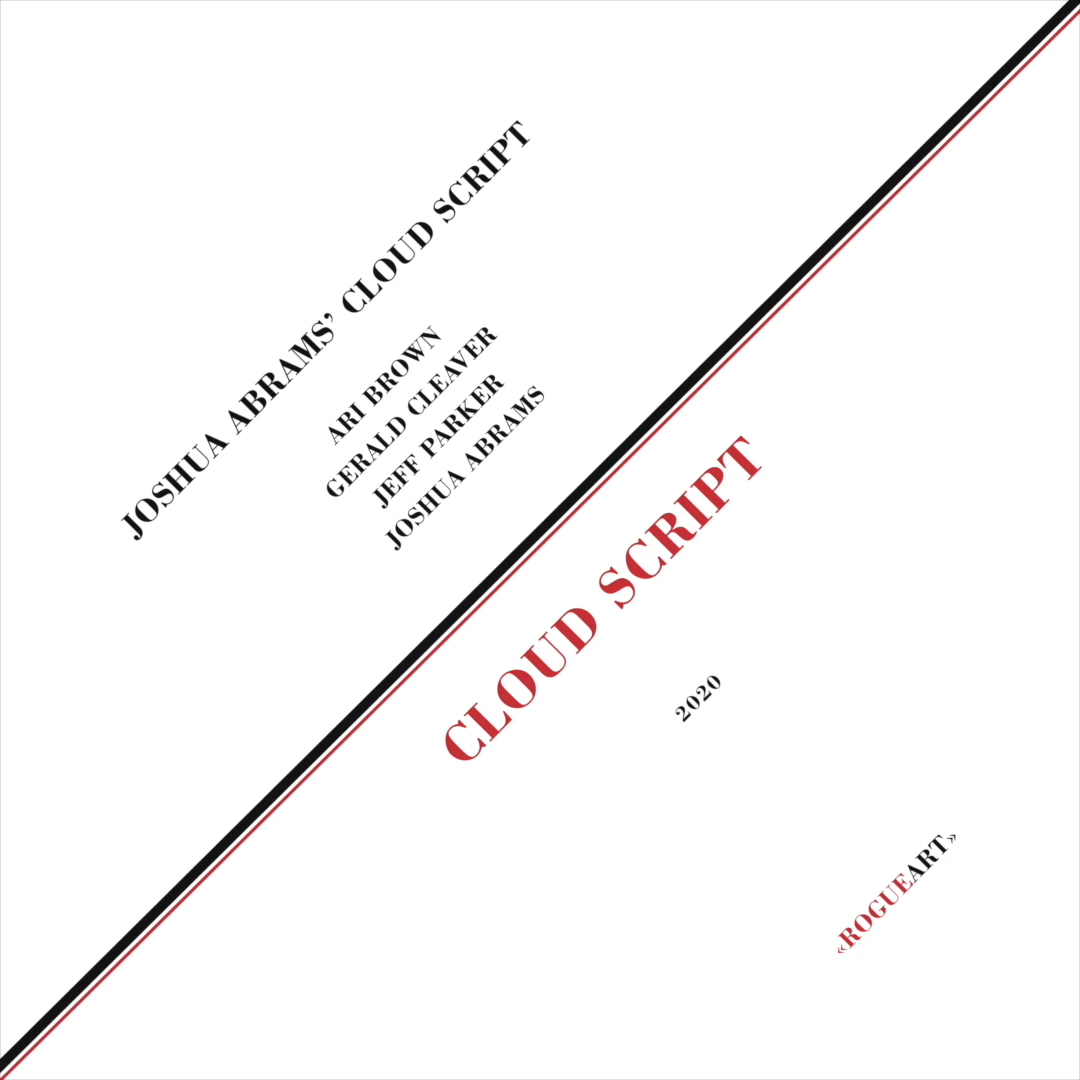 JOSHUA ABRAMS’ CLOUD SCRIPT
ARI BROWN
GERALD CLEAVER
JEFF PARKER
JOSHUA ABRAMS
CLOUD SCRIPT
2020
«ROGUEART»